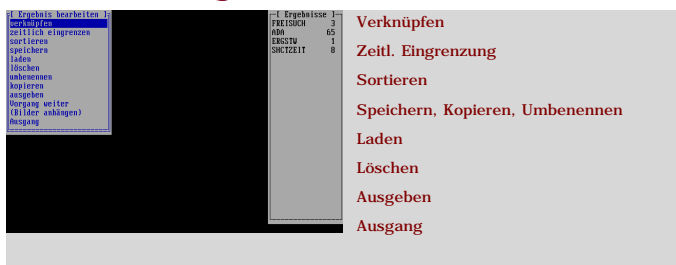 [ Ergebnis bearbeiten ]
verknüpfen
zeitlich eingrenzen
sortieren
speichern
laden
löschen
umbenennen
kopieren
ausgeben
Vorgang weiter
(Bilder anhängen)
Ausgang
[ Ergebnisse ]
FREISUCH 3
ADA 65
ERGSTW 1
SHCTZEIT 8
Verknüpfen
Zeitl. Eingrenzung
Sortieren
Speichern, Kopieren, Umbenennen
Laden
Löschen
Ausgeben
Ausgang